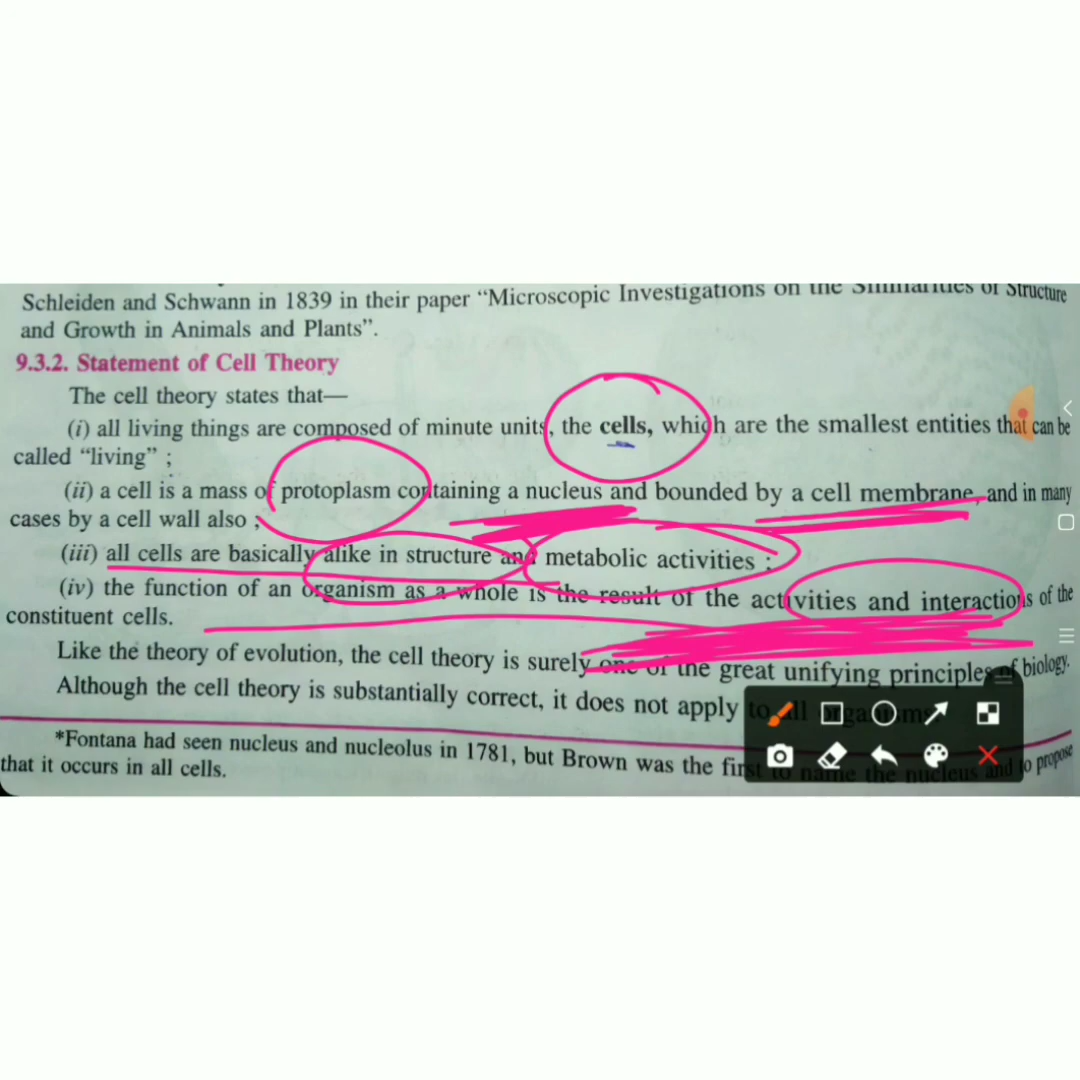 Schleiden and Schwann in 1839 in their paper “Microscopic Investigations on the Similarities of Structure
and Growth in Animals and Plants”.
9.3.2. Statement of Cell Theory
The cell theory states that—
(i) all living things are composed of minute units, the cells, which are the smallest entities that can be
called “living” ;
(ii) a cell is a mass of protoplasm containing a nucleus and bounded by a cell membrane, and in many
cases by a cell wall also ;
(iii) all cells are basically alike in structure and metabolic activities ;
(iv) the function of an organism as a whole is the result of the activities and interactions of the
constituent cells.
Like the theory of evolution, the cell theory is surely one of the great unifying principles of biology.
Although the cell theory is substantially correct, it does not apply to all organisms
*Fontana had seen nucleus and nucleolus in 1781, but Brown was the first to name the nucleus and to propose
that it occurs in all cells.